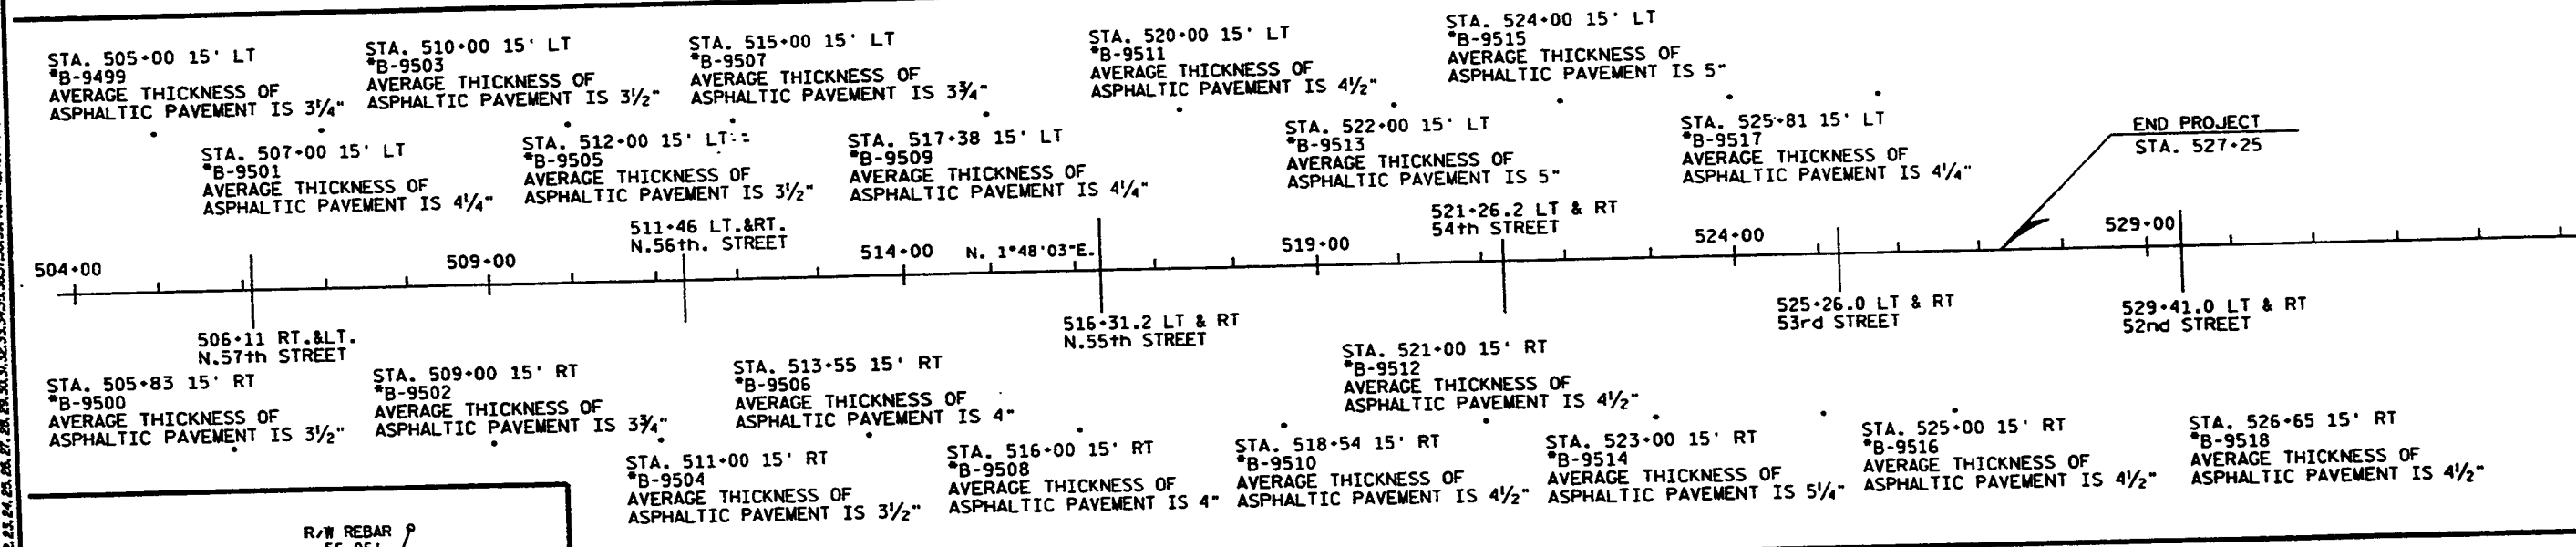 STA. 505+00 15' LT
*B-9499
AVERAGE THICKNESS OF
ASPHALTIC PAVEMENT IS 3¼"
STA. 510+00 15' LT
*B-9503
AVERAGE THICKNESS OF
ASPHALTIC PAVEMENT IS 3½"
STA. 515+00 15' LT
*B-9507
AVERAGE THICKNESS OF
ASPHALTIC PAVEMENT IS 3¾"
STA. 520+00 15' LT
*B-9511
AVERAGE THICKNESS OF
ASPHALTIC PAVEMENT IS 4½"
STA. 524+00 15' LT
*B-9515
AVERAGE THICKNESS OF
ASPHALTIC PAVEMENT IS 5"
STA. 507+00 15' LT
*B-9501
AVERAGE THICKNESS OF
ASPHALTIC PAVEMENT IS 4¼"
STA. 512+00 15' LT
*B-9505
AVERAGE THICKNESS OF
ASPHALTIC PAVEMENT IS 3½"
STA. 517+38 15' LT
*B-9509
AVERAGE THICKNESS OF
ASPHALTIC PAVEMENT IS 4¼"
STA. 522+00 15' LT
*B-9513
AVERAGE THICKNESS OF
ASPHALTIC PAVEMENT IS 5"
STA. 525+81 15' LT
*B-9517
AVERAGE THICKNESS OF
ASPHALTIC PAVEMENT IS 4¼"
END PROJECT
STA. 527+25
511+46 LT.&RT.
N.56th. STREET
521+26.2 LT & RT
54th STREET
504+00
509+00
514+00
N. 1°48'03"E.
519+00
524+00
529+00
506+11 RT.&LT.
N.57th STREET
516+31.2 LT & RT
N.55th STREET
525+26.0 LT & RT
53rd STREET
529+41.0 LT & RT
52nd STREET
STA. 505+83 15' RT
*B-9500
AVERAGE THICKNESS OF
ASPHALTIC PAVEMENT IS 3½"
STA. 509+00 15' RT
*B-9502
AVERAGE THICKNESS OF
ASPHALTIC PAVEMENT IS 3¾"
STA. 513+55 15' RT
*B-9506
AVERAGE THICKNESS OF
ASPHALTIC PAVEMENT IS 4"
STA. 521+00 15' RT
*B-9512
AVERAGE THICKNESS OF
ASPHALTIC PAVEMENT IS 4½"
STA. 511+00 15' RT
*B-9504
AVERAGE THICKNESS OF
ASPHALTIC PAVEMENT IS 3½"
STA. 516+00 15' RT
*B-9508
AVERAGE THICKNESS OF
ASPHALTIC PAVEMENT IS 4"
STA. 518+54 15' RT
*B-9510
AVERAGE THICKNESS OF
ASPHALTIC PAVEMENT IS 4½"
STA. 523+00 15' RT
*B-9514
AVERAGE THICKNESS OF
ASPHALTIC PAVEMENT IS 5¼"
STA. 525+00 15' RT
*B-9516
AVERAGE THICKNESS OF
ASPHALTIC PAVEMENT IS 4½"
STA. 526+65 15' RT
*B-9518
AVERAGE THICKNESS OF
ASPHALTIC PAVEMENT IS 4½"
R/W REBAR